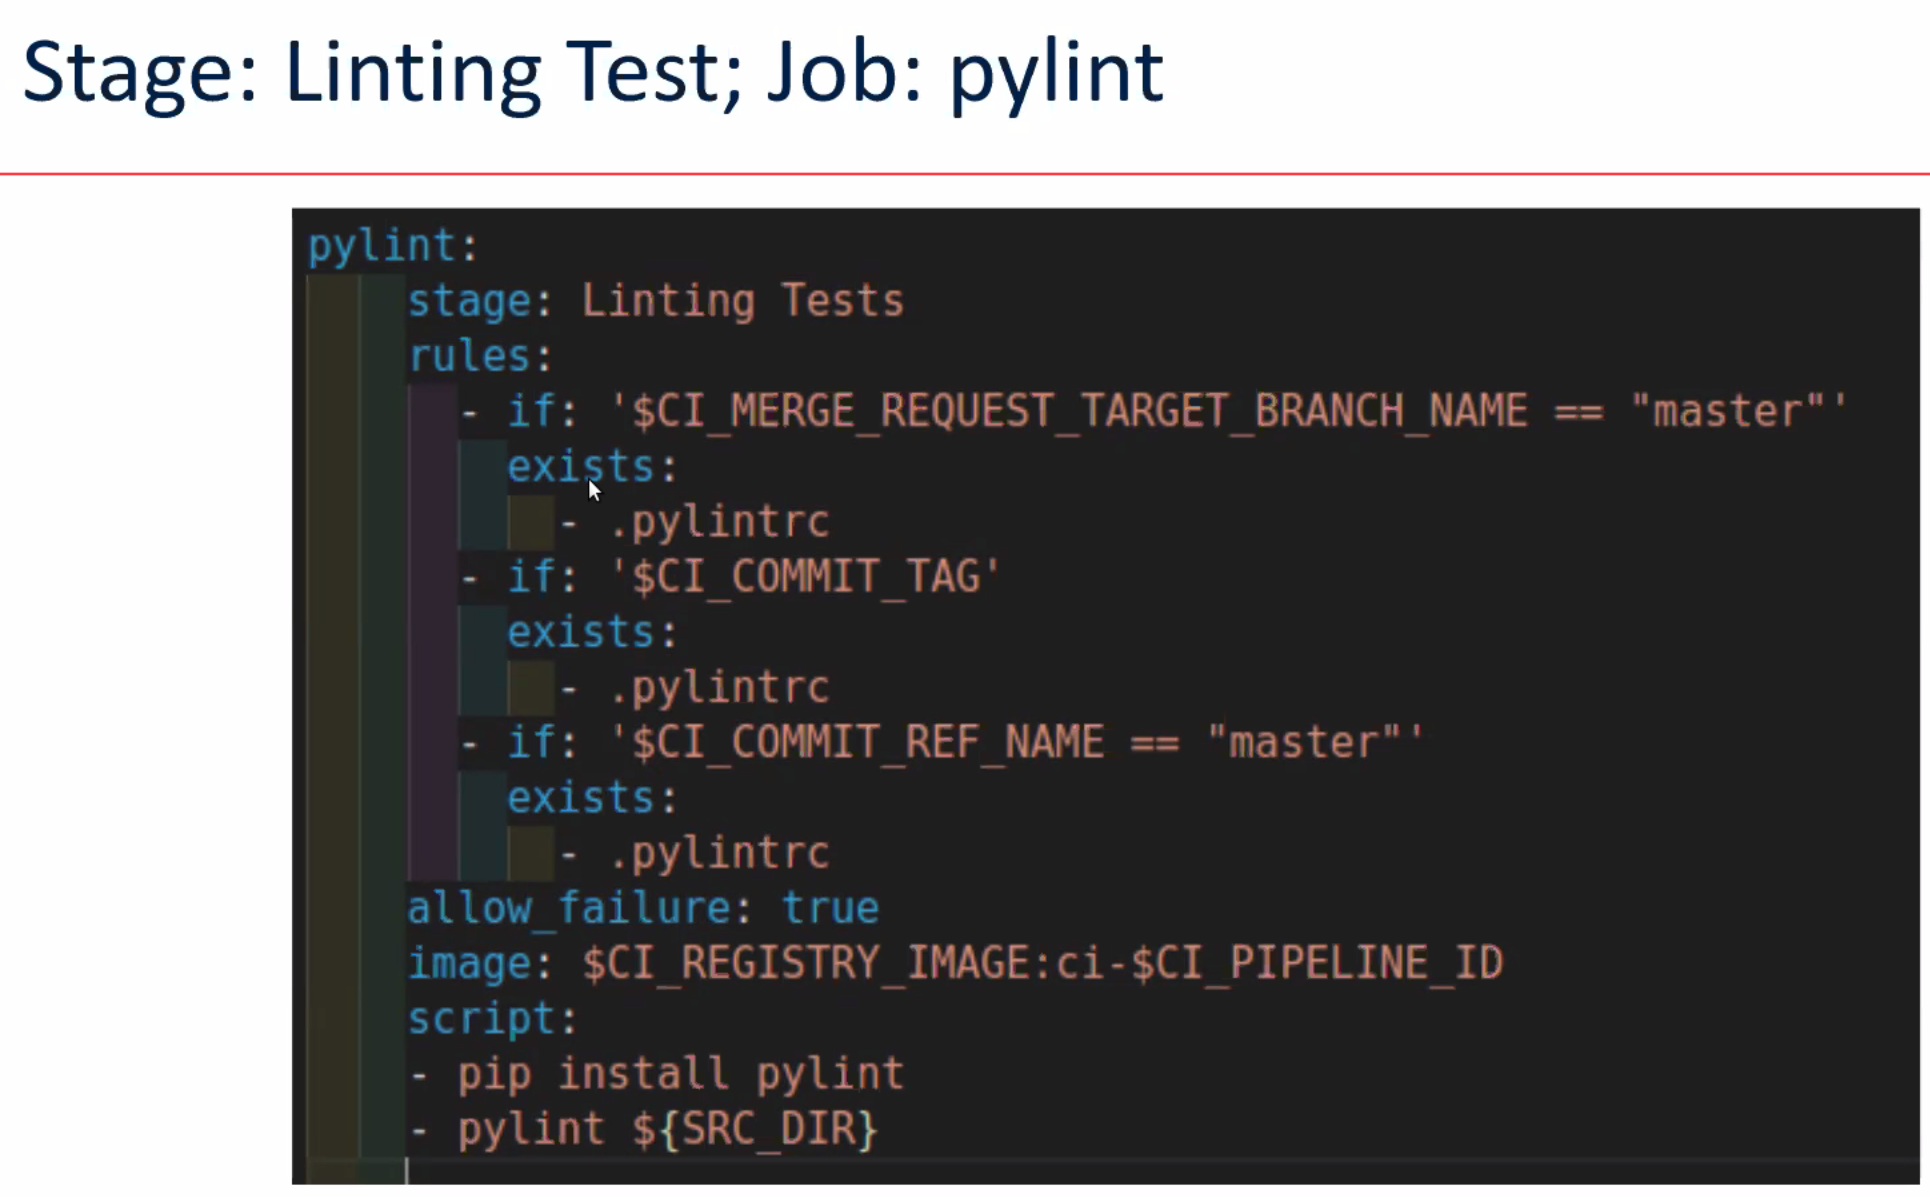 Stage: Linting Test; Job: pylint
pylint:
stage: Linting Tests
rules:
- if: '$CI_MERGE_REQUEST_TARGET_BRANCH_NAME == "master"'
exists:
- .pylintrc
- if: '$CI_COMMIT_TAG'
exists:
- .pylintrc
- if: '$CI_COMMIT_REF_NAME == "master"'
exists:
- .pylintrc
allow_failure: true
image: $CI_REGISTRY_IMAGE:ci-$CI_PIPELINE_ID
script:
- pip install pylint
- pylint ${SRC_DIR}